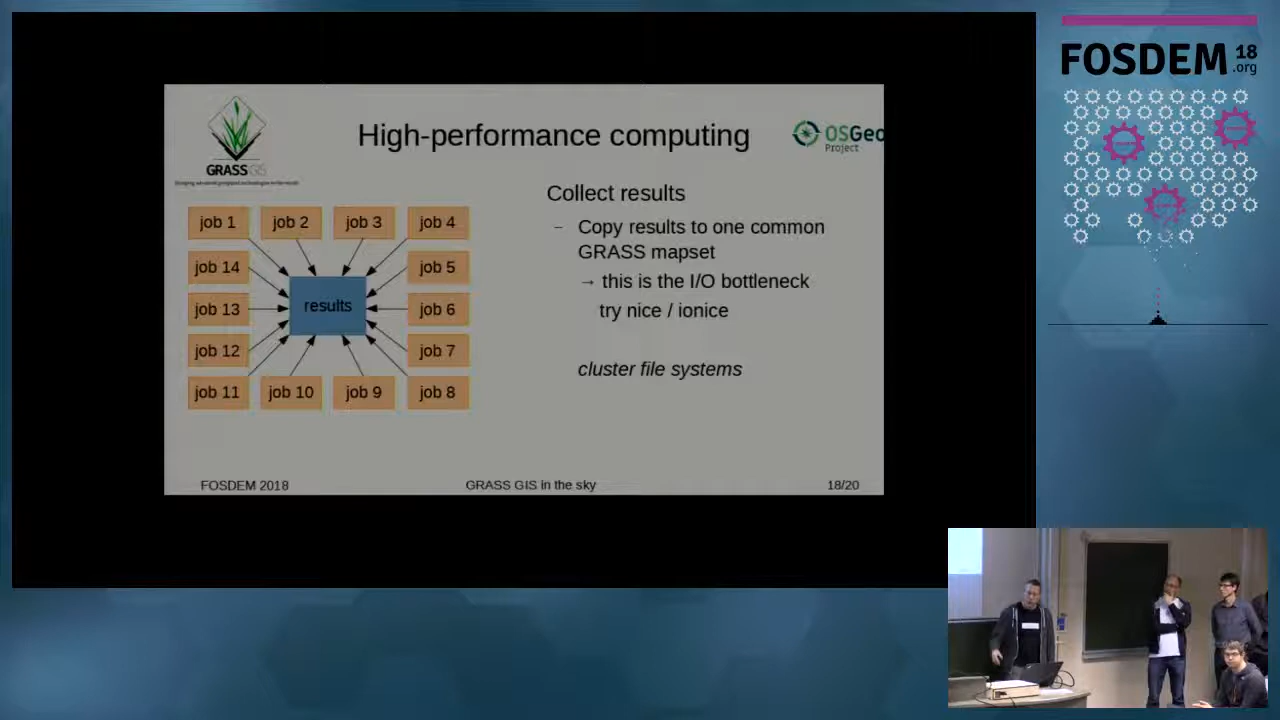 FOSDEM 18
.org
GRASS GIS
High-performance computing
OSGeo
Project
Collect results
– Copy results to one common
GRASS mapset
→ this is the I/O bottleneck
try nice / ionice
cluster file systems
job 1 job 2 job 3 job 4
job 14 job 5
results
job 13 job 6
job 12 job 7
job 11 job 10 job 9 job 8
FOSDEM 2018 GRASS GIS in the sky 18/20